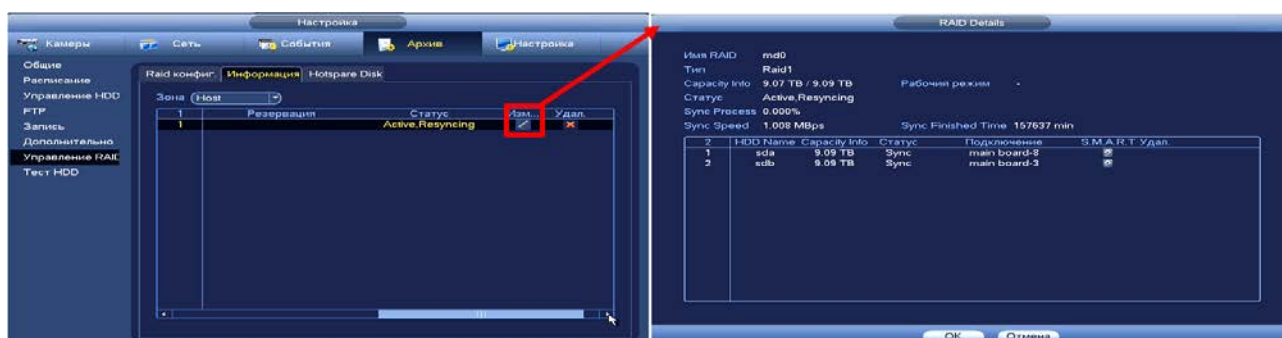 Настройка
Камеры Сеть События Архив Настройка
Общие
Расписание
Управление HDD
FTP
Запись
Дополнительно
Управление RAID
Тест HDD
Raid конфиг. Информация Hotspare Disk
Зона Host
1 Резервация Статус Изм... Удал.
1 Active,Resyncing
RAID Details
Имя RAID md0
Тип Raid1
Capacity Info 9.07 TB / 9.09 TB Рабочий режим -
Статус Active,Resyncing
Sync Process 0.000%
Sync Speed 1.008 MBps Sync Finished Time 157637 min
2 HDD Name Capacity Info Статус Подключение S.M.A.R.T Удал.
1 sda 9.09 TB Sync main board-8
2 sdb 9.09 TB Sync main board-3
OK Отмена